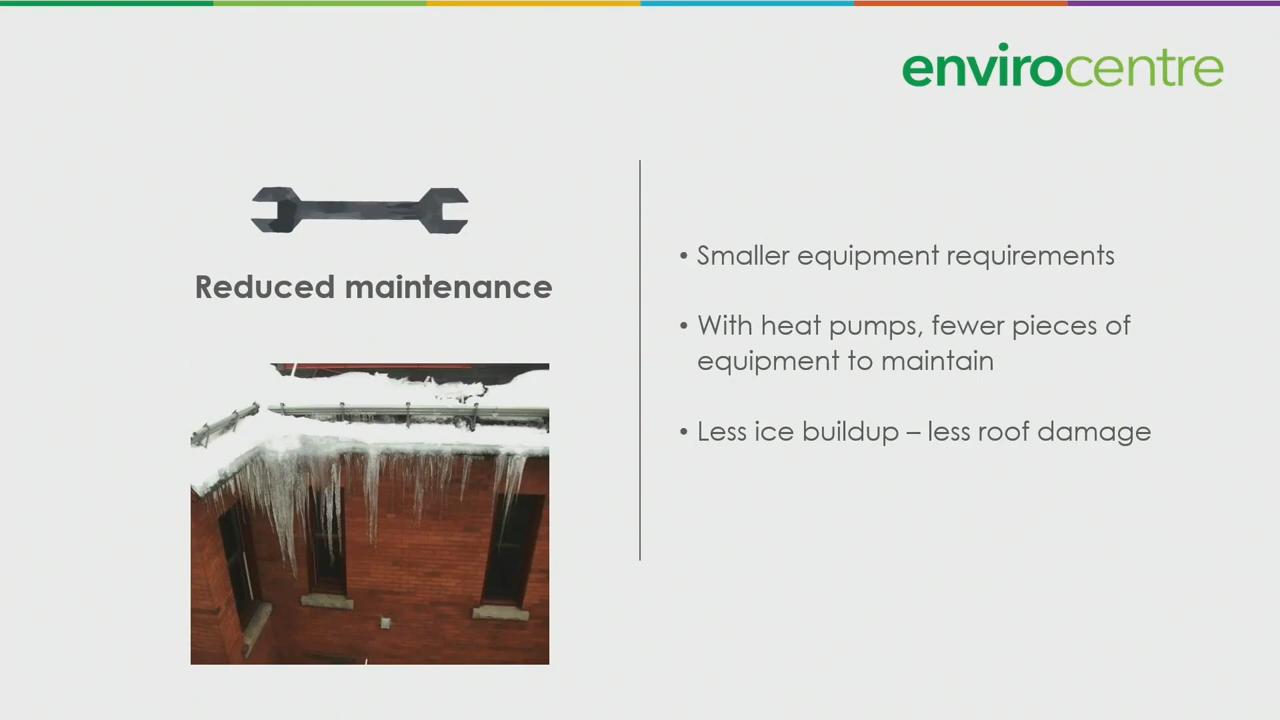 envirocentre
Reduced maintenance
• Smaller equipment requirements
• With heat pumps, fewer pieces of
equipment to maintain
• Less ice buildup – less roof damage